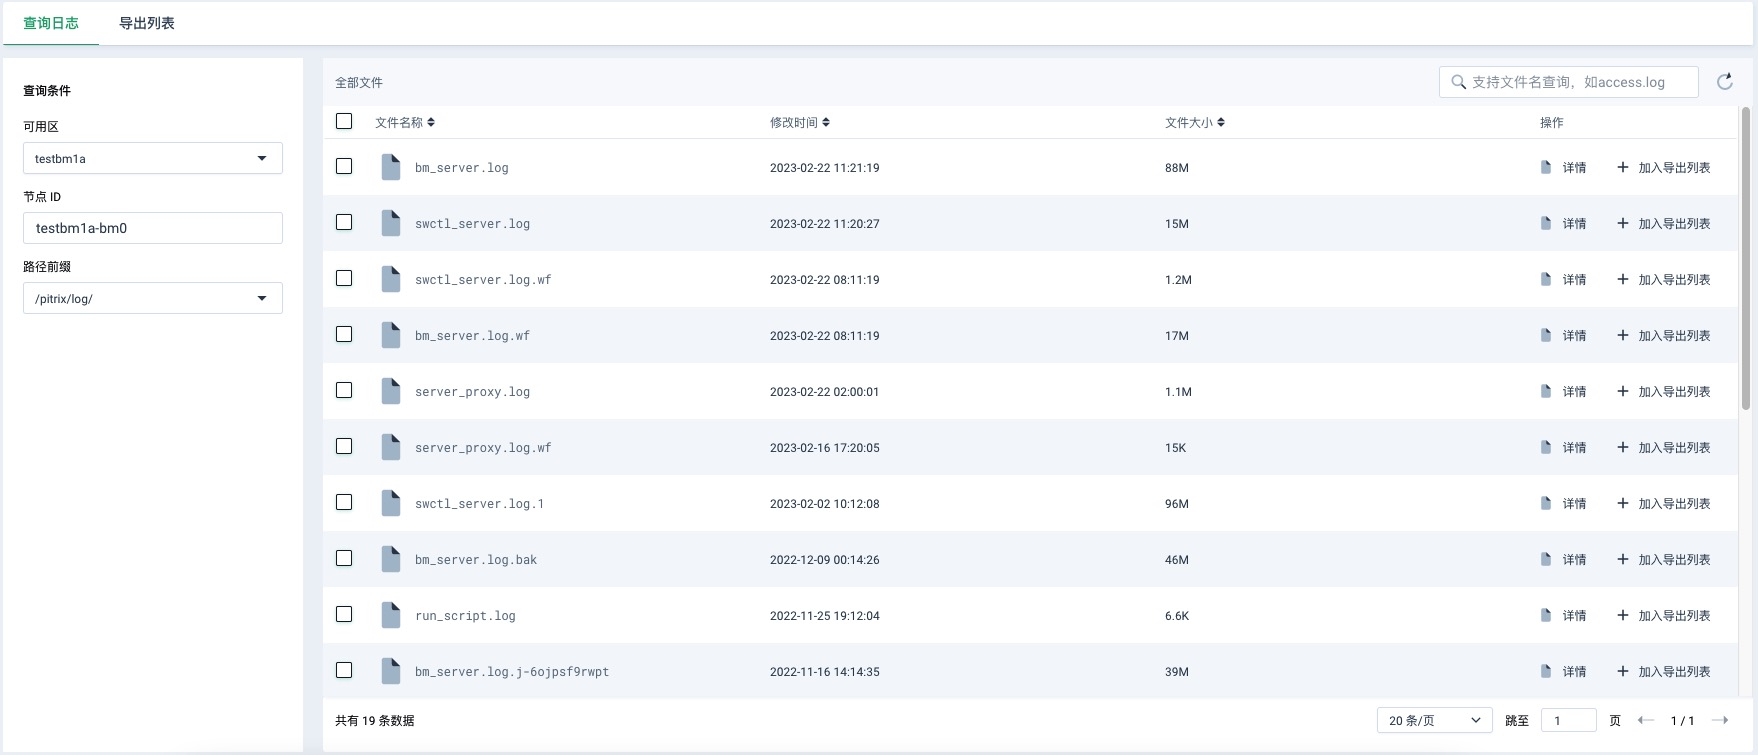 查询日志 导出列表
查询条件
可用区
testbm1a
节点 ID
testbm1a-bm0
路径前缀
/pitrix/log/
全部文件 支持文件名查询，如access.log
文件名称 修改时间 文件大小 操作
bm_server.log 2023-02-22 11:21:19 88M 详情 + 加入导出列表
swctl_server.log 2023-02-22 11:20:27 15M 详情 + 加入导出列表
swctl_server.log.wf 2023-02-22 08:11:19 1.2M 详情 + 加入导出列表
bm_server.log.wf 2023-02-22 08:11:19 17M 详情 + 加入导出列表
server_proxy.log 2023-02-22 02:00:01 1.1M 详情 + 加入导出列表
server_proxy.log.wf 2023-02-16 17:20:05 15K 详情 + 加入导出列表
swctl_server.log.1 2023-02-02 10:12:08 96M 详情 + 加入导出列表
bm_server.log.bak 2022-12-09 00:14:26 46M 详情 + 加入导出列表
run_script.log 2022-11-25 19:12:04 6.6K 详情 + 加入导出列表
bm_server.log.j-6ojpsf9rwpt 2022-11-16 14:14:35 39M 详情 + 加入导出列表
共有 19 条数据 20 条/页 跳至 1 页 1 / 1